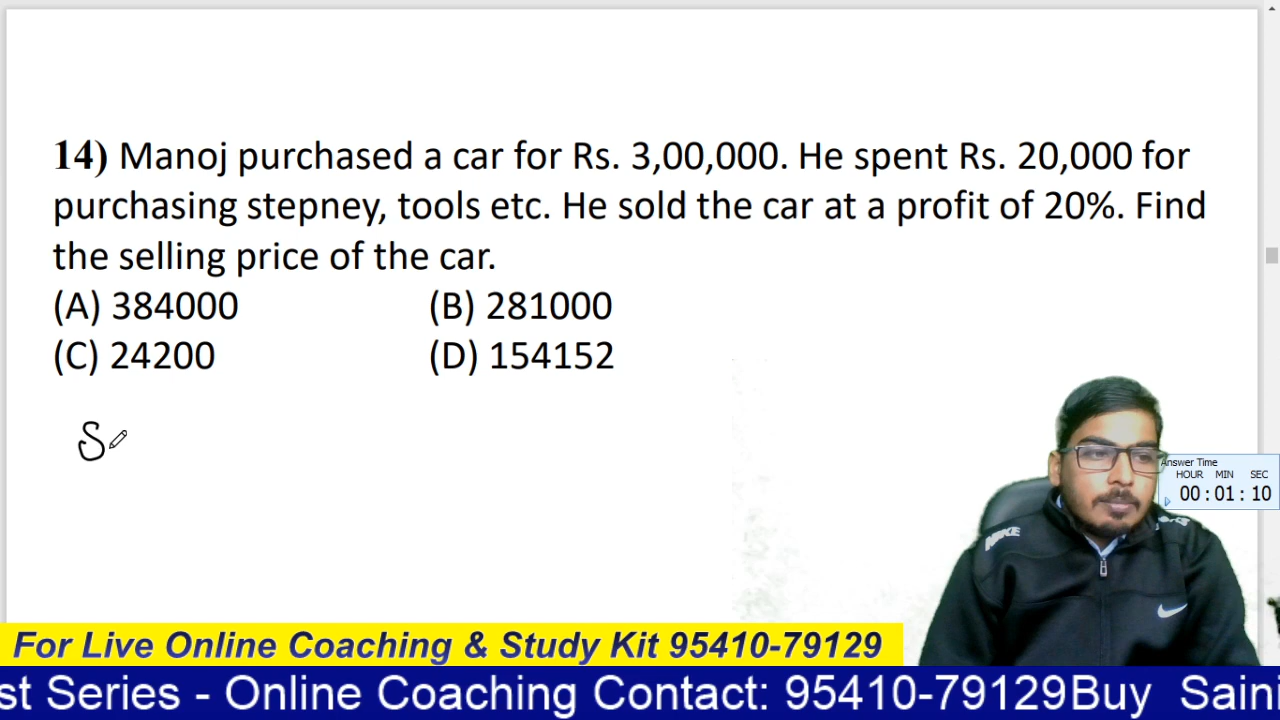 14) Manoj purchased a car for Rs. 3,00,000. He spent Rs. 20,000 for
purchasing stepney, tools etc. He sold the car at a profit of 20%. Find
the selling price of the car.
(A) 384000 (B) 281000
(C) 24200 (D) 154152
S
Answer Time
HOUR MIN SEC
00 : 01 : 10
NIKE
For Live Online Coaching & Study Kit 95410-79129
st Series - Online Coaching Contact: 95410-79129Buy Saini